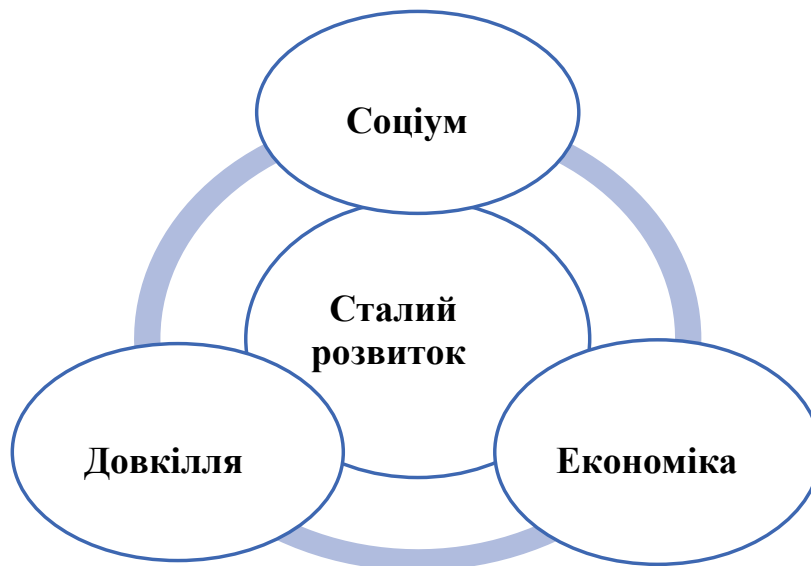 Соціум
Сталий
розвиток
Довкілля
Економіка